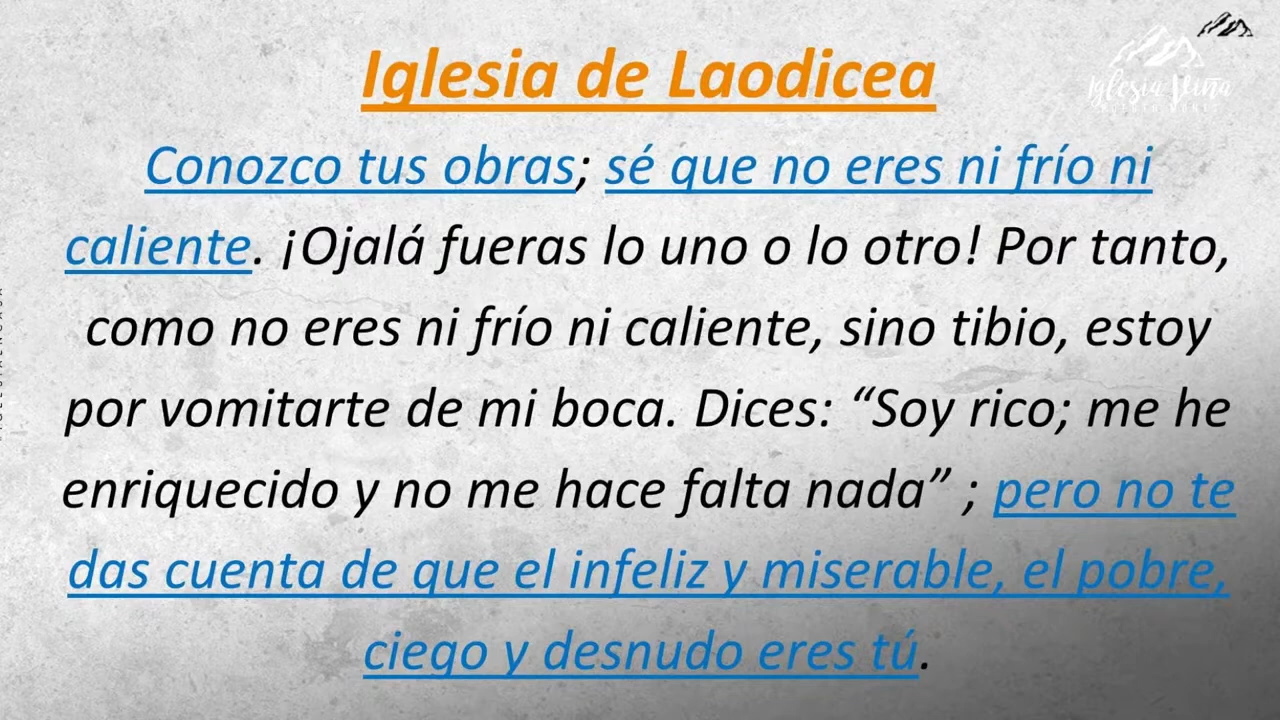 Iglesia de Laodicea
Iglesia Viña
Conozco tus obras; sé que no eres ni frío ni
caliente. ¡Ojalá fueras lo uno o lo otro! Por tanto,
como no eres ni frío ni caliente, sino tibio, estoy
por vomitarte de mi boca. Dices: “Soy rico; me he
enriquecido y no me hace falta nada” ; pero no te
das cuenta de que el infeliz y miserable, el pobre,
ciego y desnudo eres tú.